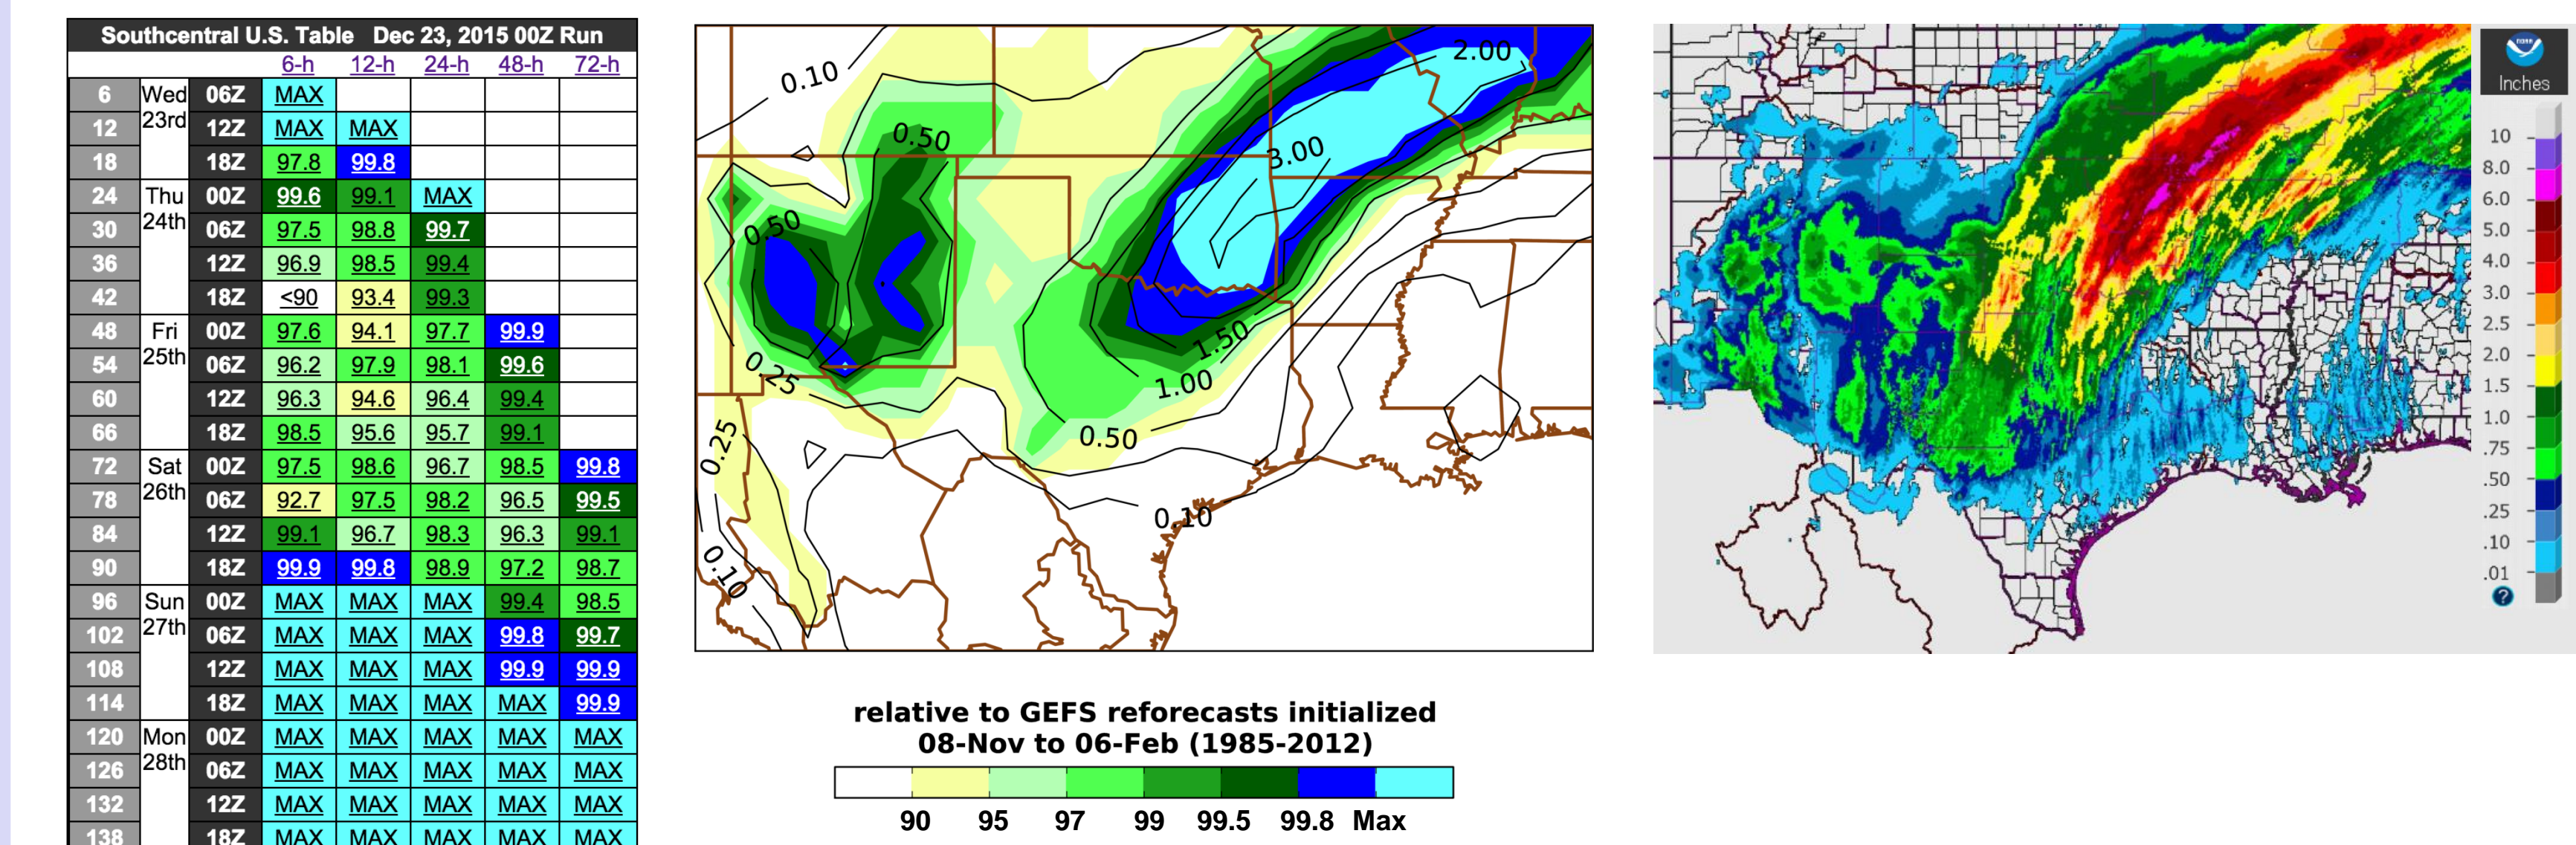 Southcentral U.S. Table Dec 23, 2015 00Z Run
6-h 12-h 24-h 48-h 72-h
6 Wed 06Z MAX
12 23rd 12Z MAX MAX
18 18Z 97.8 99.8
24 Thu 00Z 99.6 99.1 MAX
30 24th 06Z 97.5 98.8 99.7
36 12Z 96.9 98.5 99.4
42 18Z <90 93.4 99.3
48 Fri 00Z 97.6 94.1 97.7 99.9
54 25th 06Z 96.2 97.9 98.1 99.6
60 12Z 96.3 94.6 96.4 99.4
66 18Z 98.5 95.6 95.7 99.1
72 Sat 00Z 97.5 98.6 96.7 98.5 99.8
78 26th 06Z 92.7 97.5 98.2 96.5 99.5
84 12Z 99.1 96.7 98.3 96.3 99.1
90 18Z 99.9 99.8 98.9 97.2 98.7
96 Sun 00Z MAX MAX MAX 99.4 98.5
102 27th 06Z MAX MAX MAX 99.8 99.7
108 12Z MAX MAX MAX 99.9 99.9
114 18Z MAX MAX MAX MAX 99.9
120 Mon 00Z MAX MAX MAX MAX MAX
126 28th 06Z MAX MAX MAX MAX MAX
132 12Z MAX MAX MAX MAX MAX
138 18Z MAX MAX MAX MAX MAX
0.10
2.00
0.50
3.00
0.50
1.50
0.25
1.00
0.50
0.25
0.10
0.10
relative to GEFS reforecasts initialized
08-Nov to 06-Feb (1985-2012)
90 95 97 99 99.5 99.8 Max
Inches
10
8.0
6.0
5.0
4.0
3.0
2.5
2.0
1.5
1.0
.75
.50
.25
.10
.01
?